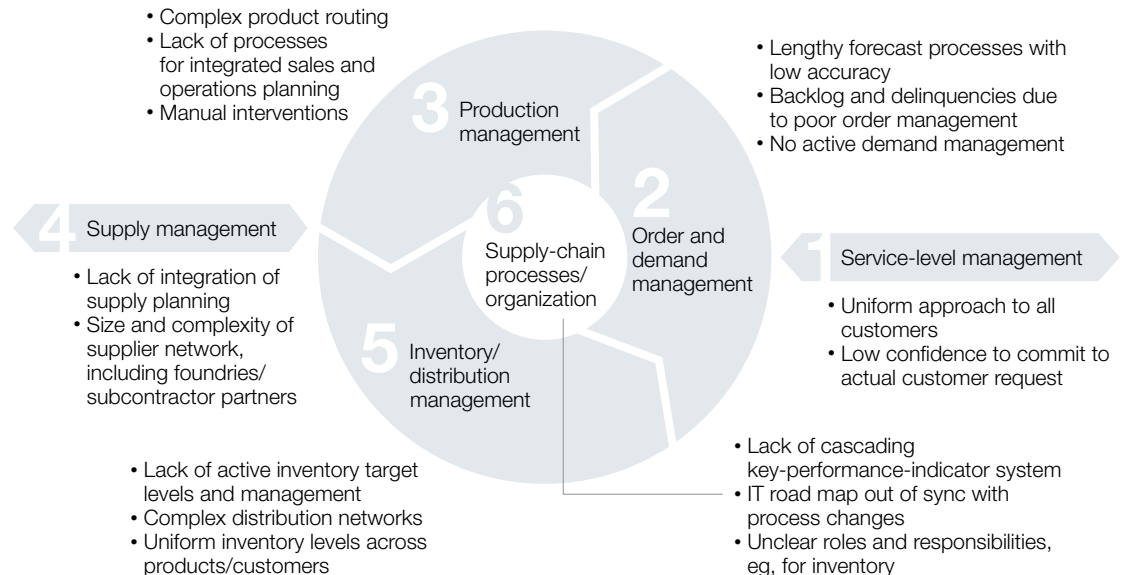 • Complex product routing
• Lack of processes
for integrated sales and
operations planning
• Manual interventions
3
Production
management
• Lengthy forecast processes with
low accuracy
• Backlog and delinquencies due
to poor order management
• No active demand management
2
Order and
demand
management
4
Supply management
• Lack of integration of
supply planning
• Size and complexity of
supplier network,
including foundries/
subcontractor partners
6
Supply-chain
processes/
organization
1
Service-level management
• Uniform approach to all
customers
• Low confidence to commit to
actual customer request
5
Inventory/
distribution
management
• Lack of active inventory target
levels and management
• Complex distribution networks
• Uniform inventory levels across
products/customers
• Lack of cascading
key-performance-indicator system
• IT road map out of sync with
process changes
• Unclear roles and responsibilities,
eg, for inventory